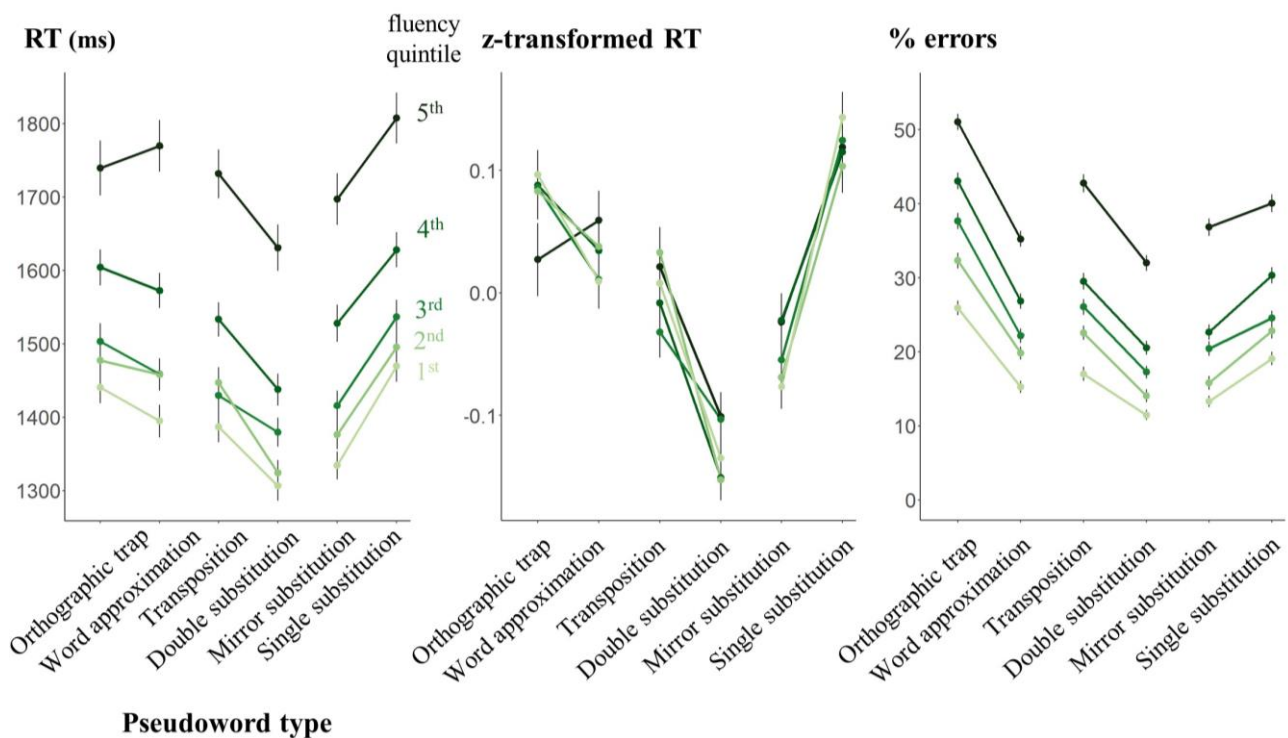 RT (ms)
fluency
quintile
z-transformed RT
% errors
1800
1700
1600
1500
1400
1300
5th
4th
3rd
2nd
1st
0.1
0.0
-0.1
50
40
30
20
10
0
Orthographic trap
Word approximation
Transposition
Double substitution
Mirror substitution
Single substitution
Orthographic trap
Word approximation
Transposition
Double substitution
Mirror substitution
Single substitution
Orthographic trap
Word approximation
Transposition
Double substitution
Mirror substitution
Single substitution
Pseudoword type